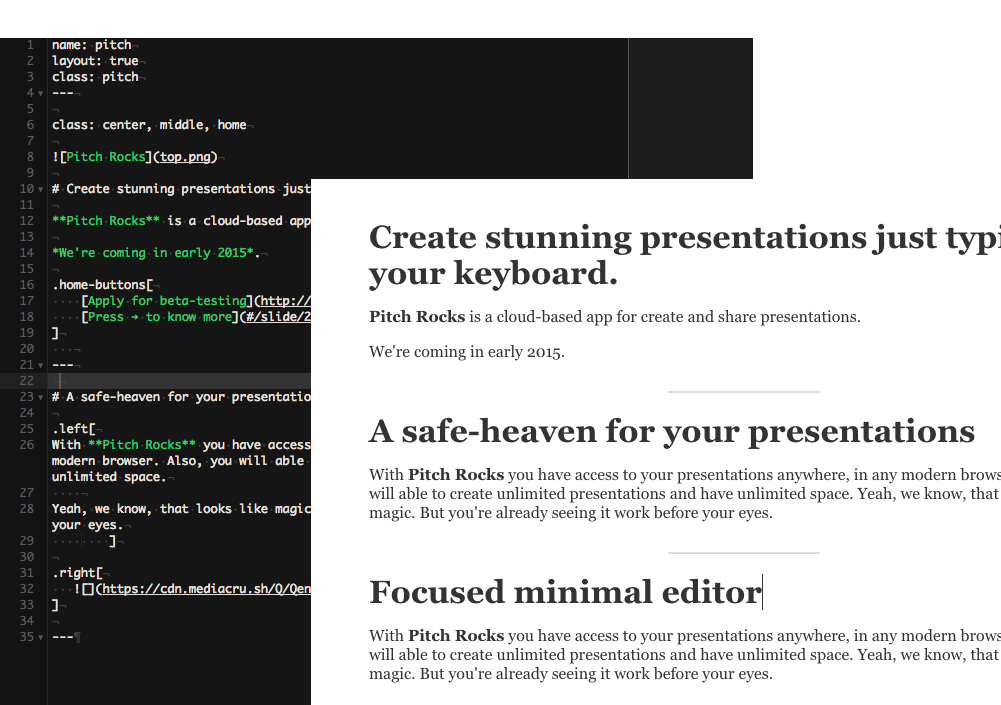 1 name: pitch
2 layout: true
3 class: pitch
4 ---
5
6 class: center, middle, home
7
8 ![Pitch Rocks](top.png)
9
10 # Create stunning presentations just
11
12 **Pitch Rocks** is a cloud-based app
13
14 *We're coming in early 2015*.
15
16 .home-buttons[
17 [Apply for beta-testing](http://
18 [Press → to know more](#/slide/2
19 ]
20
21 ---
22
23 # A safe-heaven for your presentatio
24
25 .left[
26 With **Pitch Rocks** you have access
modern browser. Also, you will able
unlimited space.
27
28 Yeah, we know, that looks like magic
your eyes.
29 ]
30
31 .right[
32 ![](https://cdn.mediacru.sh/Q/Qen
33 ]
34
35 ---
Create stunning presentations just typi
your keyboard.
Pitch Rocks is a cloud-based app for create and share presentations.
We're coming in early 2015.
A safe-heaven for your presentations
With Pitch Rocks you have access to your presentations anywhere, in any modern brows
will able to create unlimited presentations and have unlimited space. Yeah, we know, that
magic. But you're already seeing it work before your eyes.
Focused minimal editor
With Pitch Rocks you have access to your presentations anywhere, in any modern brows
will able to create unlimited presentations and have unlimited space. Yeah, we know, that
magic. But you're already seeing it work before your eyes.